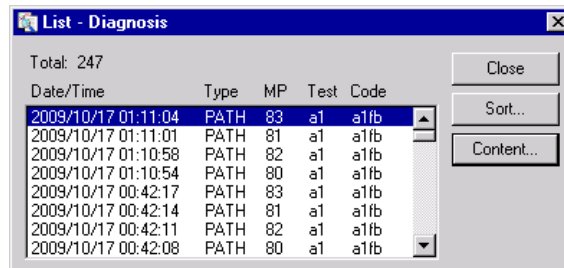 List - Diagnosis
Total: 247
Close
Date/Time Type MP Test Code
Sort...
2009/10/17 01:11:04 PATH 83 a1 a1fb
2009/10/17 01:11:01 PATH 81 a1 a1fb
Content...
2009/10/17 01:10:58 PATH 82 a1 a1fb
2009/10/17 01:10:54 PATH 80 a1 a1fb
2009/10/17 00:42:17 PATH 83 a1 a1fb
2009/10/17 00:42:14 PATH 81 a1 a1fb
2009/10/17 00:42:11 PATH 82 a1 a1fb
2009/10/17 00:42:08 PATH 80 a1 a1fb